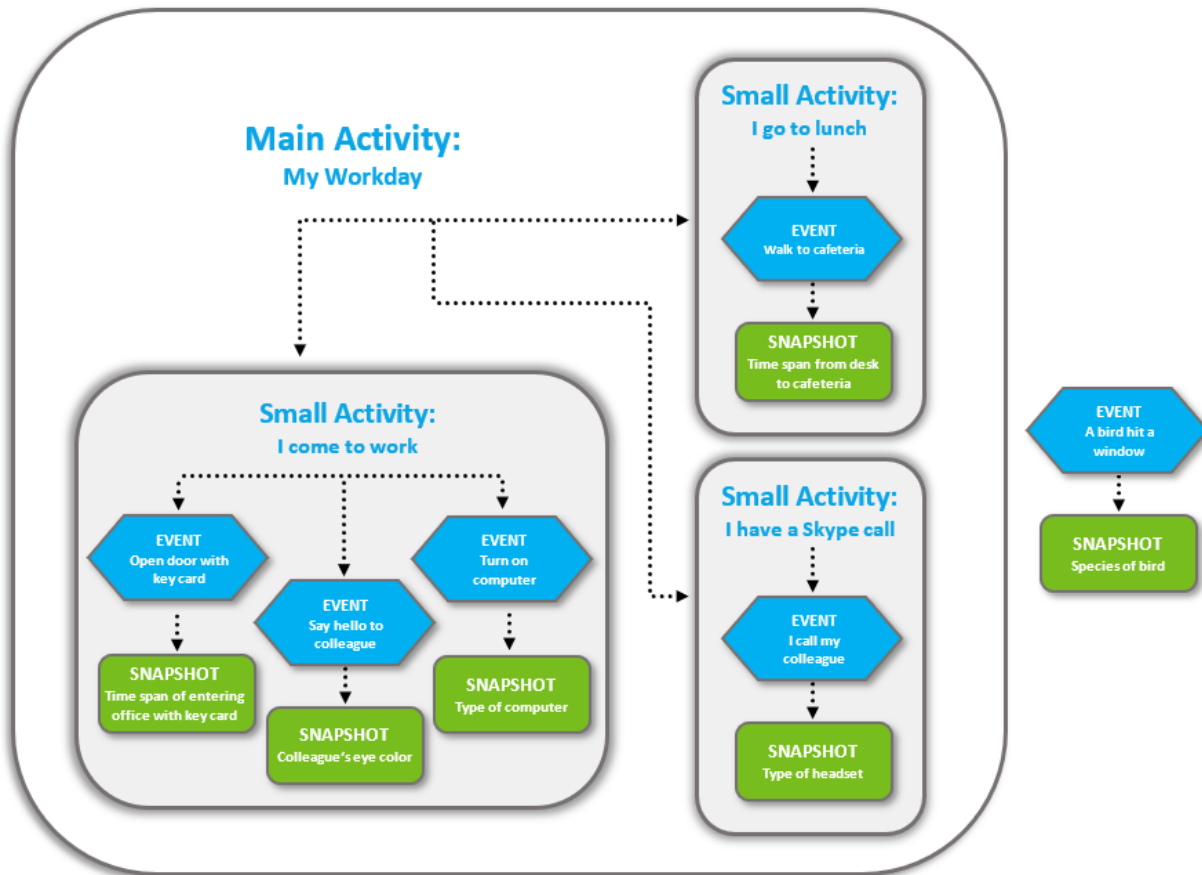 Main Activity:
My Workday
Small Activity:
I go to lunch
EVENT
Walk to cafeteria
SNAPSHOT
Time span from desk
to cafeteria
Small Activity:
I come to work
EVENT
Open door with
key card
SNAPSHOT
Time span of entering
office with key card
EVENT
Say hello to
colleague
SNAPSHOT
Colleague's eye color
EVENT
Turn on
computer
SNAPSHOT
Type of computer
Small Activity:
I have a Skype call
EVENT
I call my
colleague
SNAPSHOT
Type of headset
EVENT
A bird hit a
window
SNAPSHOT
Species of bird